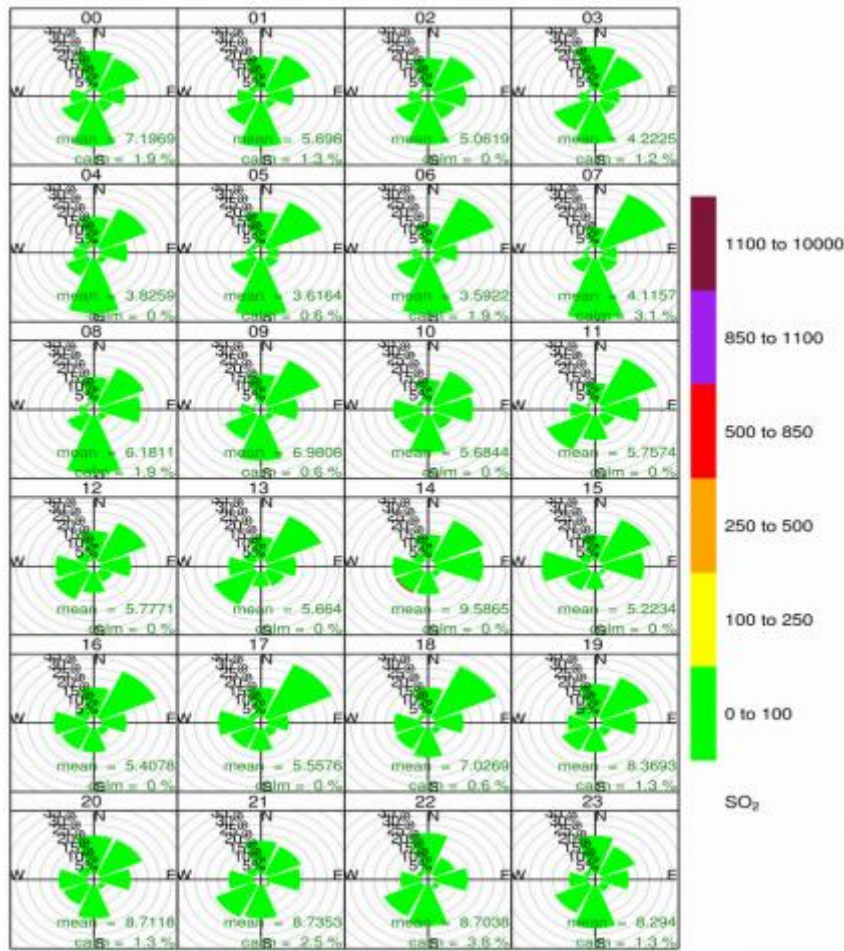 00 01 02 03
N N N N
W E W E W E W E
mean = 7.1969 mean = 5.696 mean = 5.0619 mean = 4.2225
calm = 1.9 % calm = 1.3 % calm = 0 % calm = 1.2 %
S S S S
04 05 06 07
N N N N
W E W E W E W E
mean = 3.8259 mean = 3.6164 mean = 3.5922 mean = 4.1157
calm = 0 % calm = 0.6 % calm = 1.9 % calm = 3.1 %
08 09 10 11
N N N N
W E W E W E W E
mean = 6.1811 mean = 6.9808 mean = 5.6844 mean = 5.7574
calm = 1.9 % calm = 0.6 % calm = 0 % calm = 0 %
12 13 14 15
N N N N
W E W E W E W E
mean = 5.7771 mean = 5.664 mean = 9.5865 mean = 5.2234
calm = 0 % calm = 0 % calm = 0 % calm = 0 %
16 17 18 19
N N N N
W E W E W E W E
mean = 5.4078 mean = 5.5576 mean = 7.0269 mean = 8.3693
calm = 0 % calm = 0 % calm = 0.6 % calm = 1.3 %
20 21 22 23
N N N N
W E W E W E W E
mean = 8.7118 mean = 8.7353 mean = 8.7038 mean = 8.294
calm = 1.3 % calm = 2.5 % calm = 3.8 % calm = 1.3 %
1100 to 10000
850 to 1100
500 to 850
250 to 500
100 to 250
0 to 100
SO₂